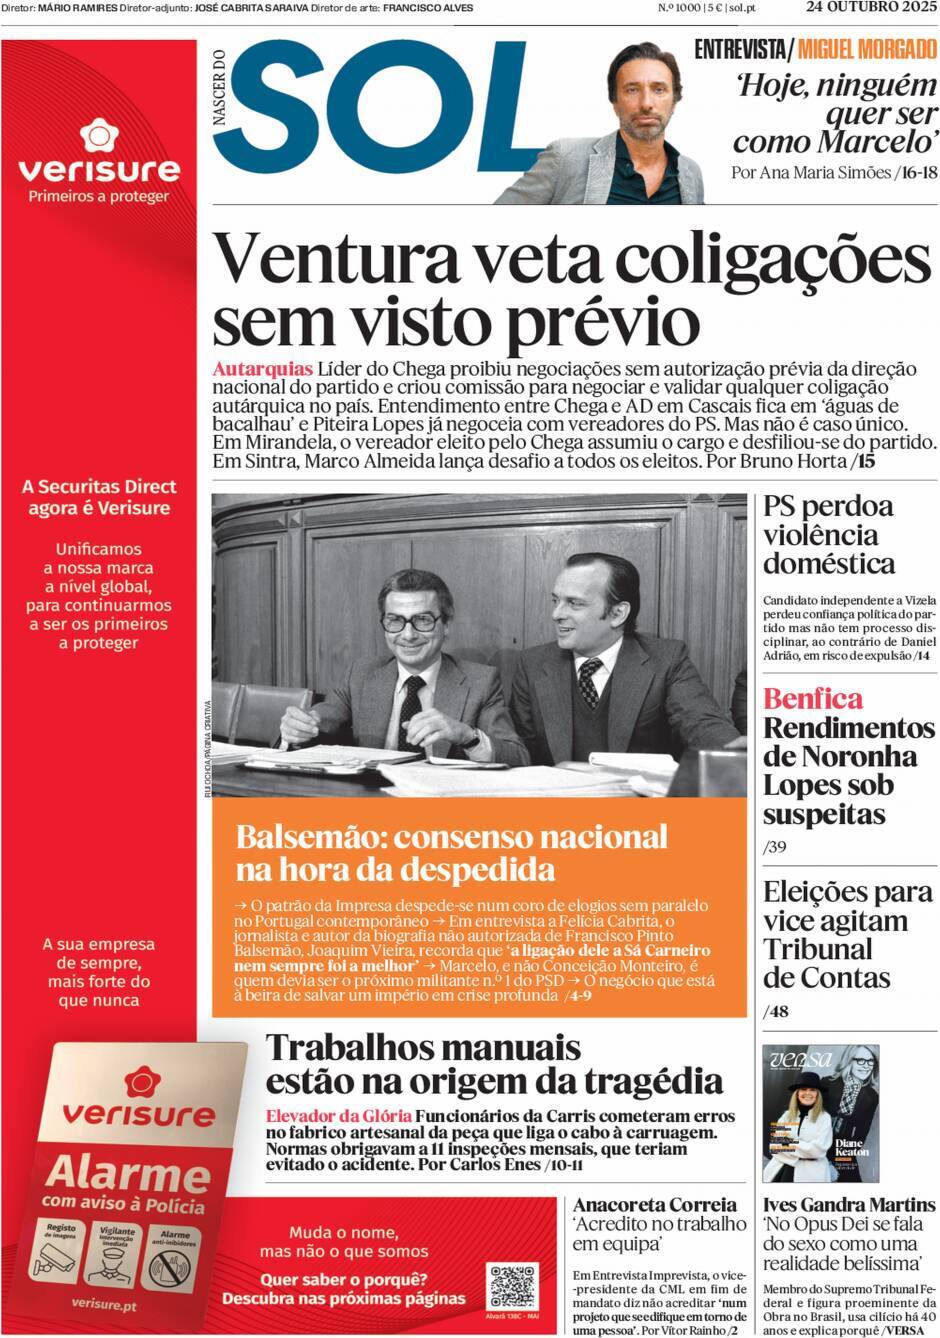 Diretor: MÁRIO RAMIRES Diretor-adjunto: JOSÉ CABRITA SARAIVA Diretor de arte: FRANCISCO ALVES
N.º 1000 | 5 € | sol.pt
24 OUTUBRO 2025
NASCER DO
SOL
ENTREVISTA/ MIGUEL MORGADO
‘Hoje, ninguém
quer ser
como Marcelo’
Por Ana Maria Simões /16-18
verisure
Primeiros a proteger
A Securitas Direct
agora é Verisure
Unificamos
a nossa marca
a nível global,
para continuarmos
a ser os primeiros
a proteger
A sua empresa
de sempre,
mais forte do
que nunca
verisure
Alarme
com aviso à Polícia
Registo
de imagens
Vigilante
Intervenção
imediata
Alarme
anti-inibidores
verisure.pt
Muda o nome,
mas não o que somos
Quer saber o porquê?
Descubra nas próximas páginas
Alvará 138C - MAI
Ventura veta coligações
sem visto prévio
Autarquias Líder do Chega proibiu negociações sem autorização prévia da direção
nacional do partido e criou comissão para negociar e validar qualquer coligação
autárquica no país. Entendimento entre Chega e AD em Cascais fica em ‘águas de
bacalhau’ e Piteira Lopes já negoceia com vereadores do PS. Mas não é caso único.
Em Mirandela, o vereador eleito pelo Chega assumiu o cargo e desfiliou-se do partido.
Em Sintra, Marco Almeida lança desafio a todos os eleitos. Por Bruno Horta /15
RUI OCHOA/PÁGINA CRIATIVA
Balsemão: consenso nacional
na hora da despedida
→ O patrão da Impresa despede-se num coro de elogios sem paralelo
no Portugal contemporâneo → Em entrevista a Felícia Cabrita, o
jornalista e autor da biografia não autorizada de Francisco Pinto
Balsemão, Joaquim Vieira, recorda que ‘a ligação dele a Sá Carneiro
nem sempre foi a melhor’ → Marcelo, e não Conceição Monteiro, é
quem devia ser o próximo militante n.º 1 do PSD → O negócio que está
à beira de salvar um império em crise profunda /4-9
PS perdoa
violência
doméstica
Candidato independente a Vizela
perdeu confiança política do par-
tido mas não tem processo dis-
ciplinar, ao contrário de Daniel
Adrião, em risco de expulsão /14
Benfica
Rendimentos
de Noronha
Lopes sob
suspeitas
/39
Eleições para
vice agitam
Tribunal
de Contas
/48
versa
Diane
Keaton
Trabalhos manuais
estão na origem da tragédia
Elevador da Glória Funcionários da Carris cometeram erros
no fabrico artesanal da peça que liga o cabo à carruagem.
Normas obrigavam a 11 inspeções mensais, que teriam
evitado o acidente. Por Carlos Enes /10-11
Anacoreta Correia
‘Acredito no trabalho
em equipa’
Em Entrevista Imprevista, o vice-
presidente da CML em fim de
mandato diz não acreditar ‘num
projeto que se edifique em torno de
uma pessoa’. Por Vítor Rainho /2
Ives Gandra Martins
‘No Opus Dei se fala
do sexo como uma
realidade belíssima’
Membro do Supremo Tribunal Fe-
deral e figura proeminente da
Obra no Brasil, usa cilício há 40
anos e explica porquê /VERSA